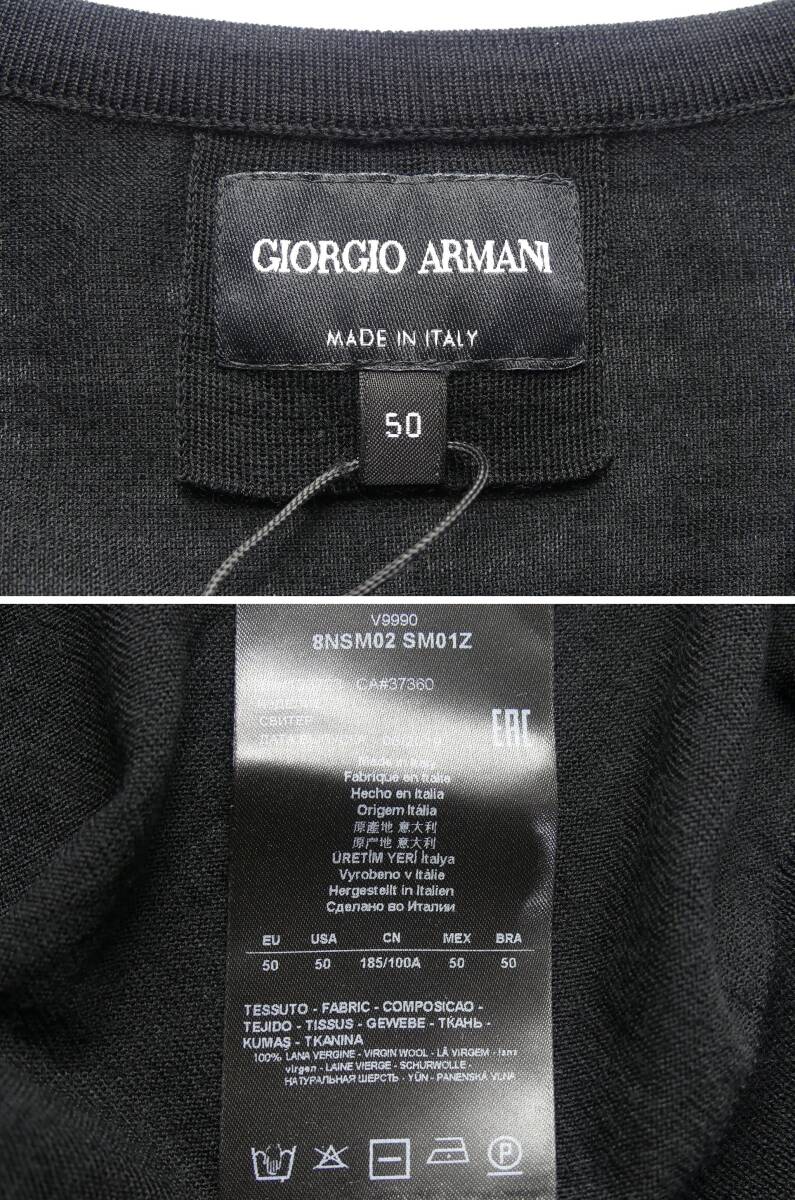 GIORGIO ARMANI
MADE IN ITALY
50
V9990
8NSM02 SM01Z
CA#37360
СВИТЕР
ДАТА
EAC
Made in Italy
Fabriqué en Italie
Hecho en Italia
Origem Itália
原產地 意大利
原产地 意大利
ÜRETİM YERİ İtalya
Vyrobeno v Itálie
Hergestellt in Italien
Сделано во Италии
EU USA CN MEX BRA
50 50 185/100A 50 50
TESSUTO - FABRIC - COMPOSICAO -
TEJIDO - TISSUS - GEWEBE - ТКАНЬ -
KUMAŞ - TKANINA
100% LANA VERGINE - VIRGIN WOOL - LÃ VIRGEM - lana
virgen - LAINE VIERGE - SCHURWOLLE -
НАТУРАЛЬНАЯ ШЕРСТЬ - YÜN - PANENSKÁ VLNA
P